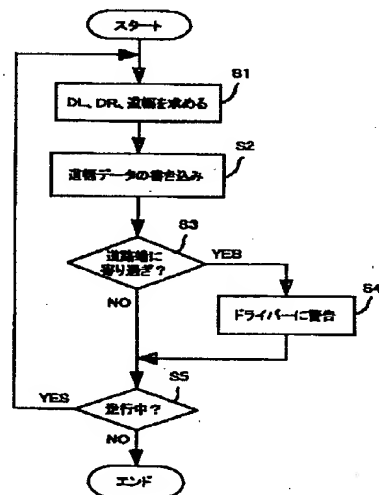 スタート
S1
DL、DR、道幅を求める
S2
道幅データの書き込み
S3
道路端に
寄り過ぎ?
YES
NO
S4
ドライバーに警告
S5
走行中?
YES
NO
エンド